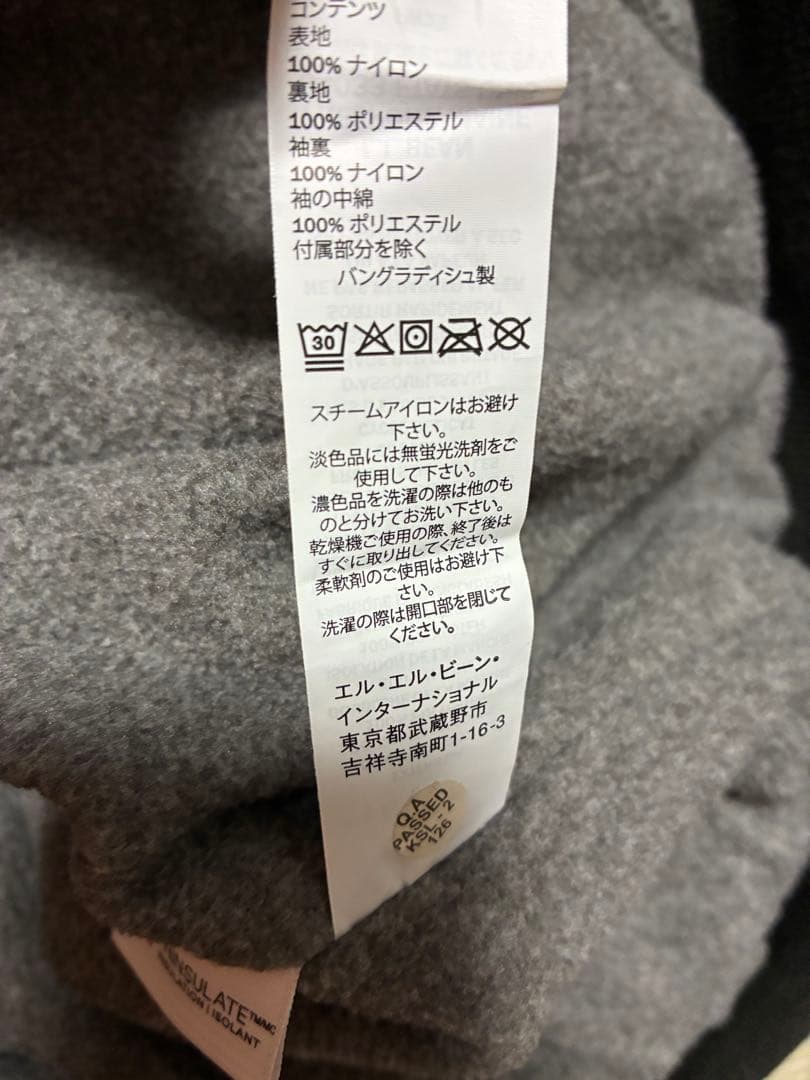 コンテンツ
表地
100% ナイロン
裏地
100% ポリエステル
袖裏
100% ナイロン
袖の中綿
100% ポリエステル
付属部分を除く
バングラディシュ製
30
スチームアイロンはお避け
下さい。
淡色品には無蛍光洗剤をご
使用して下さい。
濃色品を洗濯の際は他のも
のと分けてお洗い下さい。
乾燥機ご使用の際、終了後は
すぐに取り出してください。
柔軟剤のご使用はお避け下
さい。
洗濯の際は開口部を閉じて
ください。
エル・エル・ビーン・
インターナショナル
東京都武蔵野市
吉祥寺南町1-16-3
Q.A
PASSED
KSL-2
126
INSULATE™/MC
ISOLANT